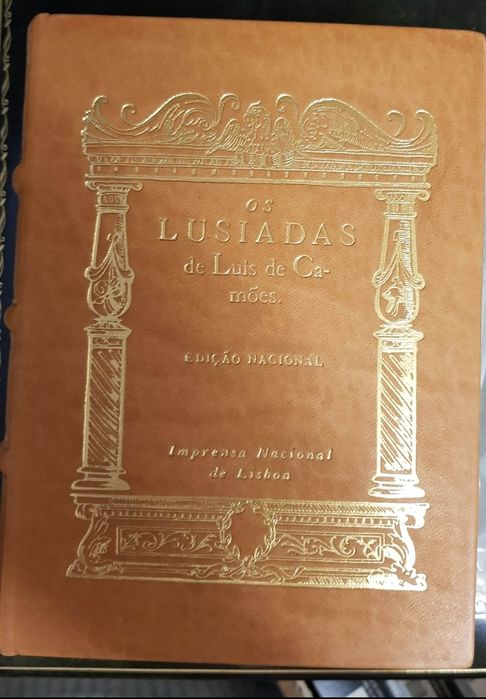 OS
LUSIADAS
de Luis de Ca-
mões.
EDIÇÃO NACIONAL
Imprensa Nacional
de Lisboa